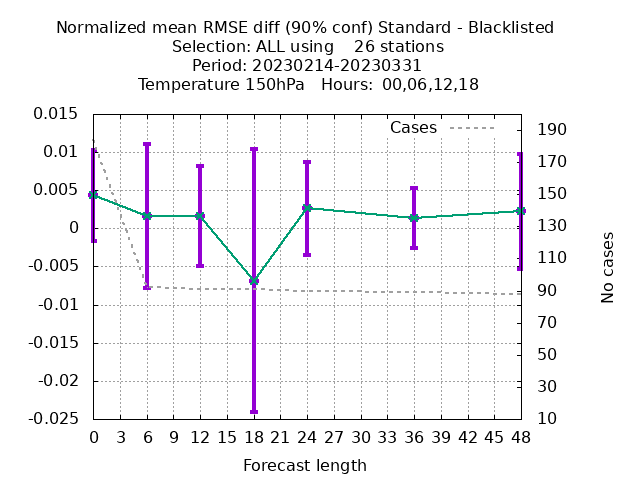 Normalized mean RMSE diff (90% conf) Standard - Blacklisted
Selection: ALL using 26 stations
Period: 20230214-20230331
Temperature 150hPa Hours: 00,06,12,18
Cases
0.015
0.01
0.005
0
-0.005
-0.01
-0.015
-0.02
-0.025
190
170
150
130
110
90
70
50
30
10
No cases
0 3 6 9 12 15 18 21 24 27 30 33 36 39 42 45 48
Forecast length